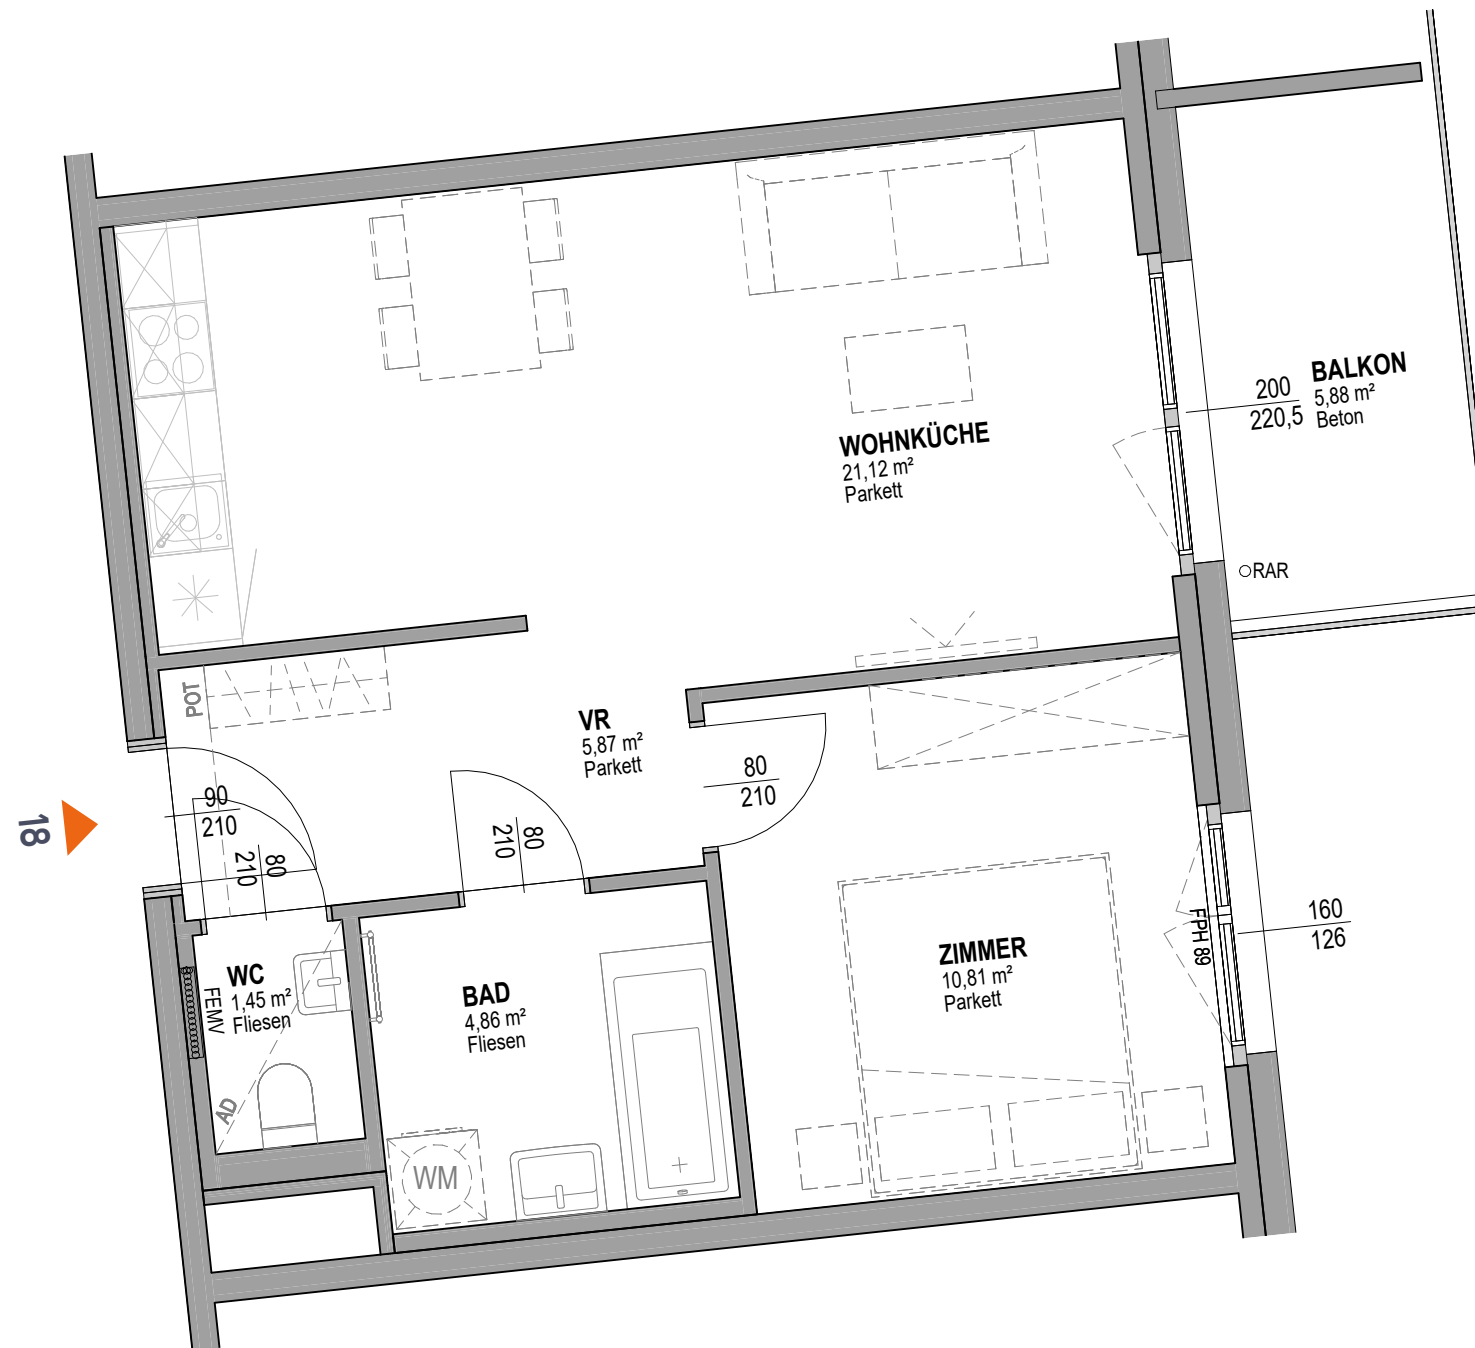 WOHNKÜCHE
21,12 m²
Parkett
200
220,5
BALKON
5,88 m²
Beton
RAR
POT
VR
5,87 m²
Parkett
80
210
18
90
210
80
210
80
210
FPH 89
160
126
ZIMMER
10,81 m²
Parkett
WC
1,45 m²
Fliesen
FEMV
AD
BAD
4,86 m²
Fliesen
WM